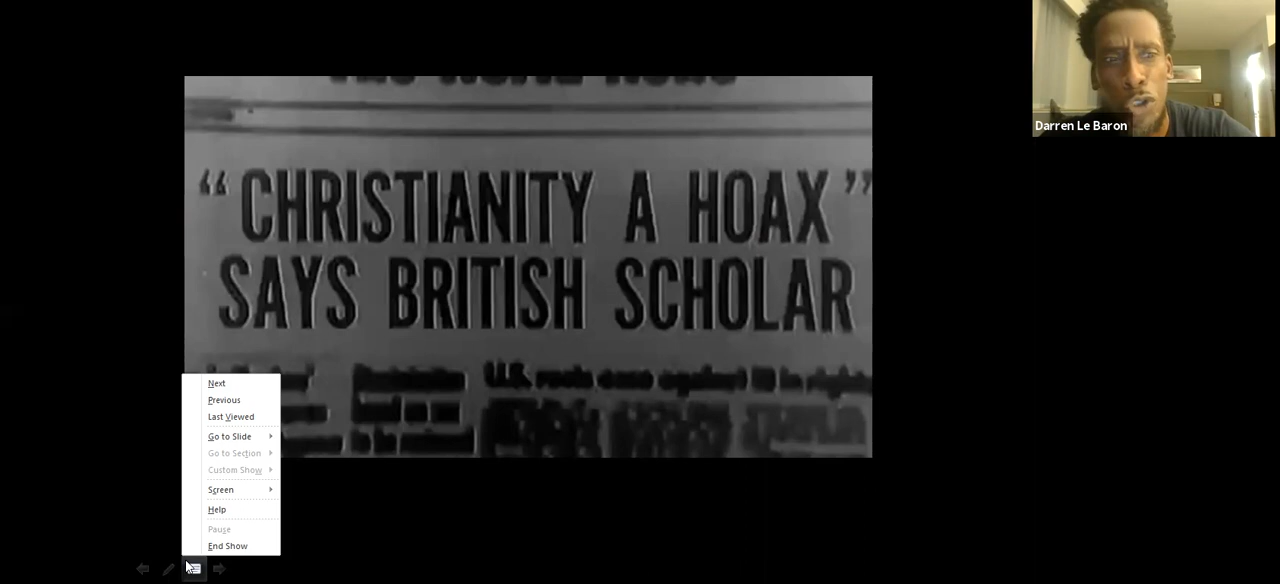 Darren Le Baron
“CHRISTIANITY A HOAX”
SAYS BRITISH SCHOLAR
U.S.
Next
Previous
Last Viewed
Go to Slide
Go to Section
Custom Show
Screen
Help
Pause
End Show